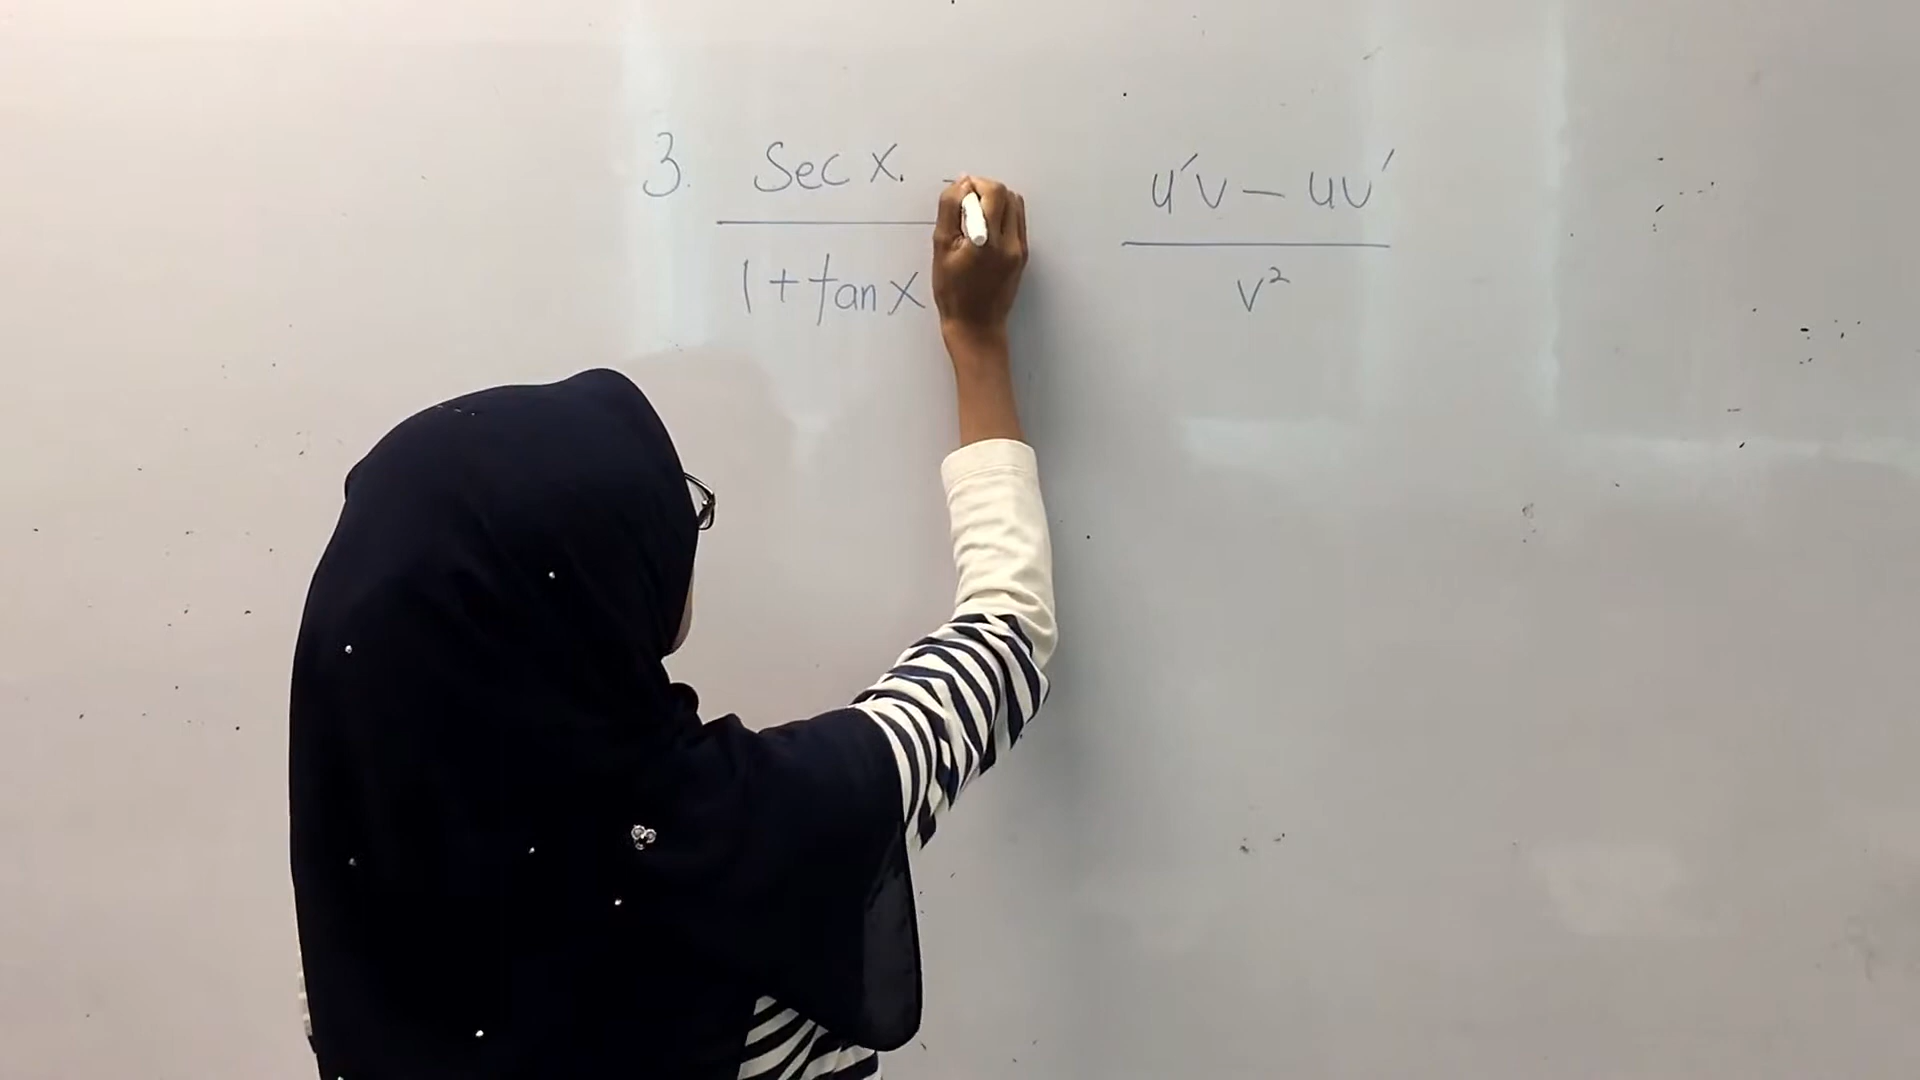 3. Sec x
1 + tan x
u'v - uv'
v²